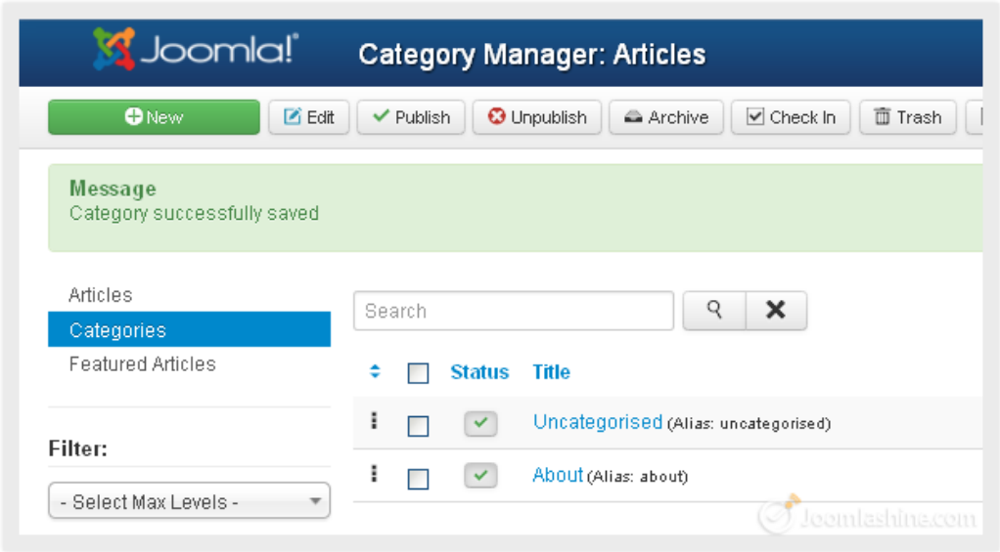 Joomla!® Category Manager: Articles
New Edit Publish Unpublish Archive Check In Trash
Message
Category successfully saved
Articles
Categories
Featured Articles
Filter:
- Select Max Levels -
Search
Status Title
Uncategorised (Alias: uncategorised)
About (Alias: about)
Joomlashine.com